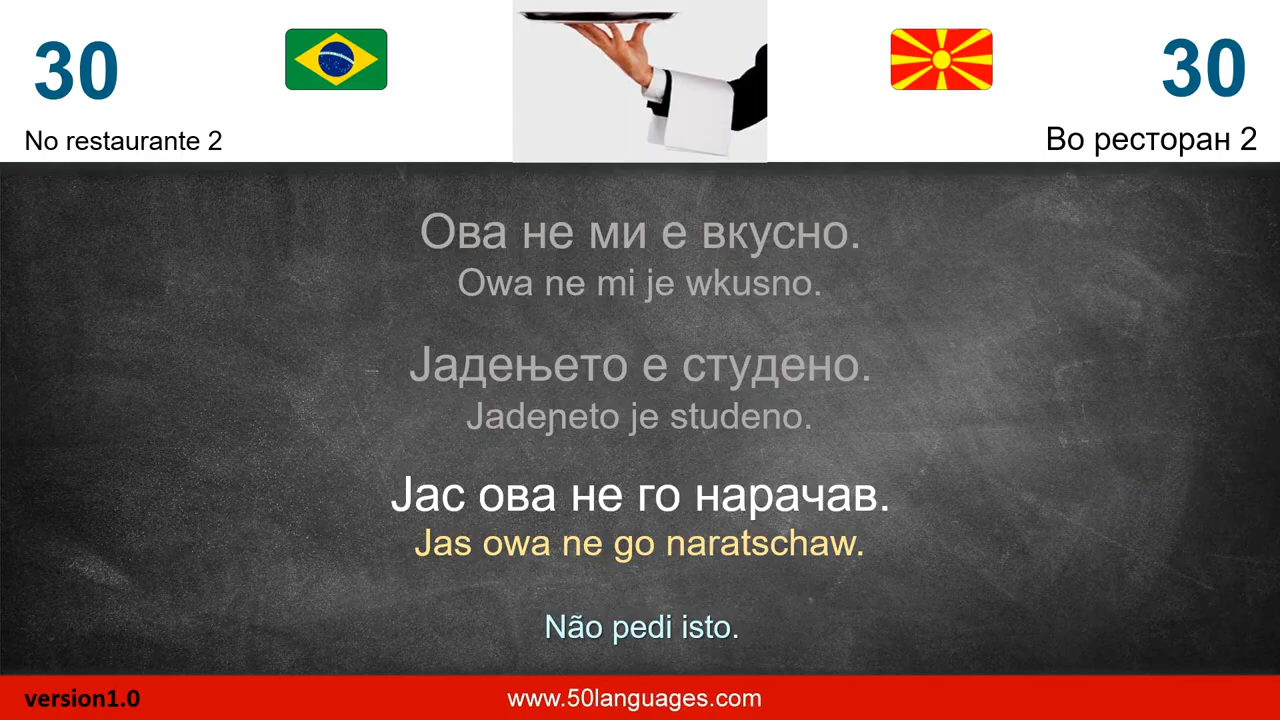 30
30
No restaurante 2
Во ресторан 2
Ова не ми е вкусно.
Owa ne mi je wkusno.
Јадењето е студено.
Jadeɲeto je studeno.
Јас ова не го нарачав.
Jas owa ne go naratschaw.
Não pedi isto.
version1.0
www.50languages.com